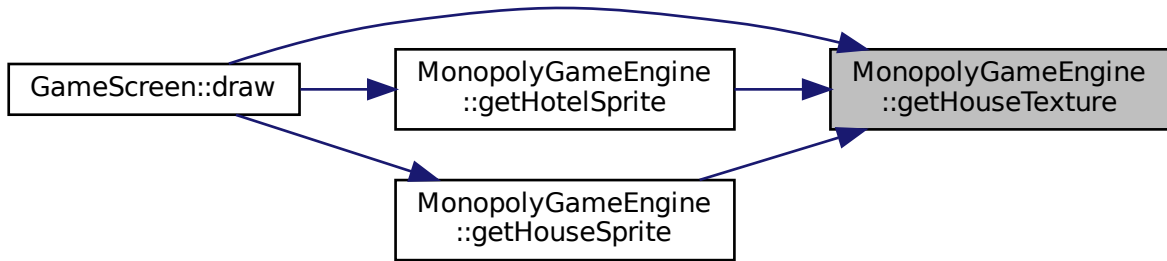 GameScreen::draw
MonopolyGameEngine
::getHotelSprite
MonopolyGameEngine
::getHouseTexture
MonopolyGameEngine
::getHouseSprite